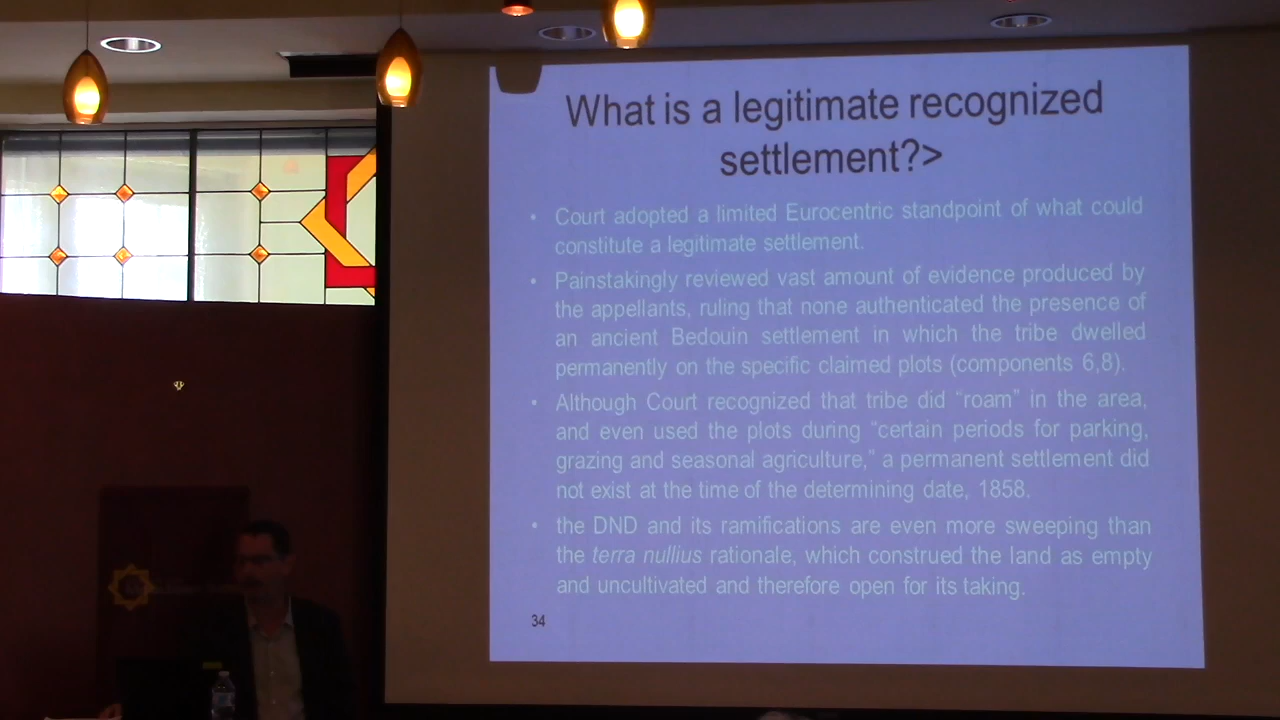 What is a legitimate recognized
settlement?>
• Court adopted a limited Eurocentric standpoint of what could
constitute a legitimate settlement.
• Painstakingly reviewed vast amount of evidence produced by
the appellants, ruling that none authenticated the presence of
an ancient Bedouin settlement in which the tribe dwelled
permanently on the specific claimed plots (components 6,8).
• Although Court recognized that tribe did “roam” in the area,
and even used the plots during “certain periods for parking,
grazing and seasonal agriculture,” a permanent settlement did
not exist at the time of the determining date, 1858.
• the DND and its ramifications are even more sweeping than
the terra nullius rationale, which construed the land as empty
and uncultivated and therefore open for its taking.
34